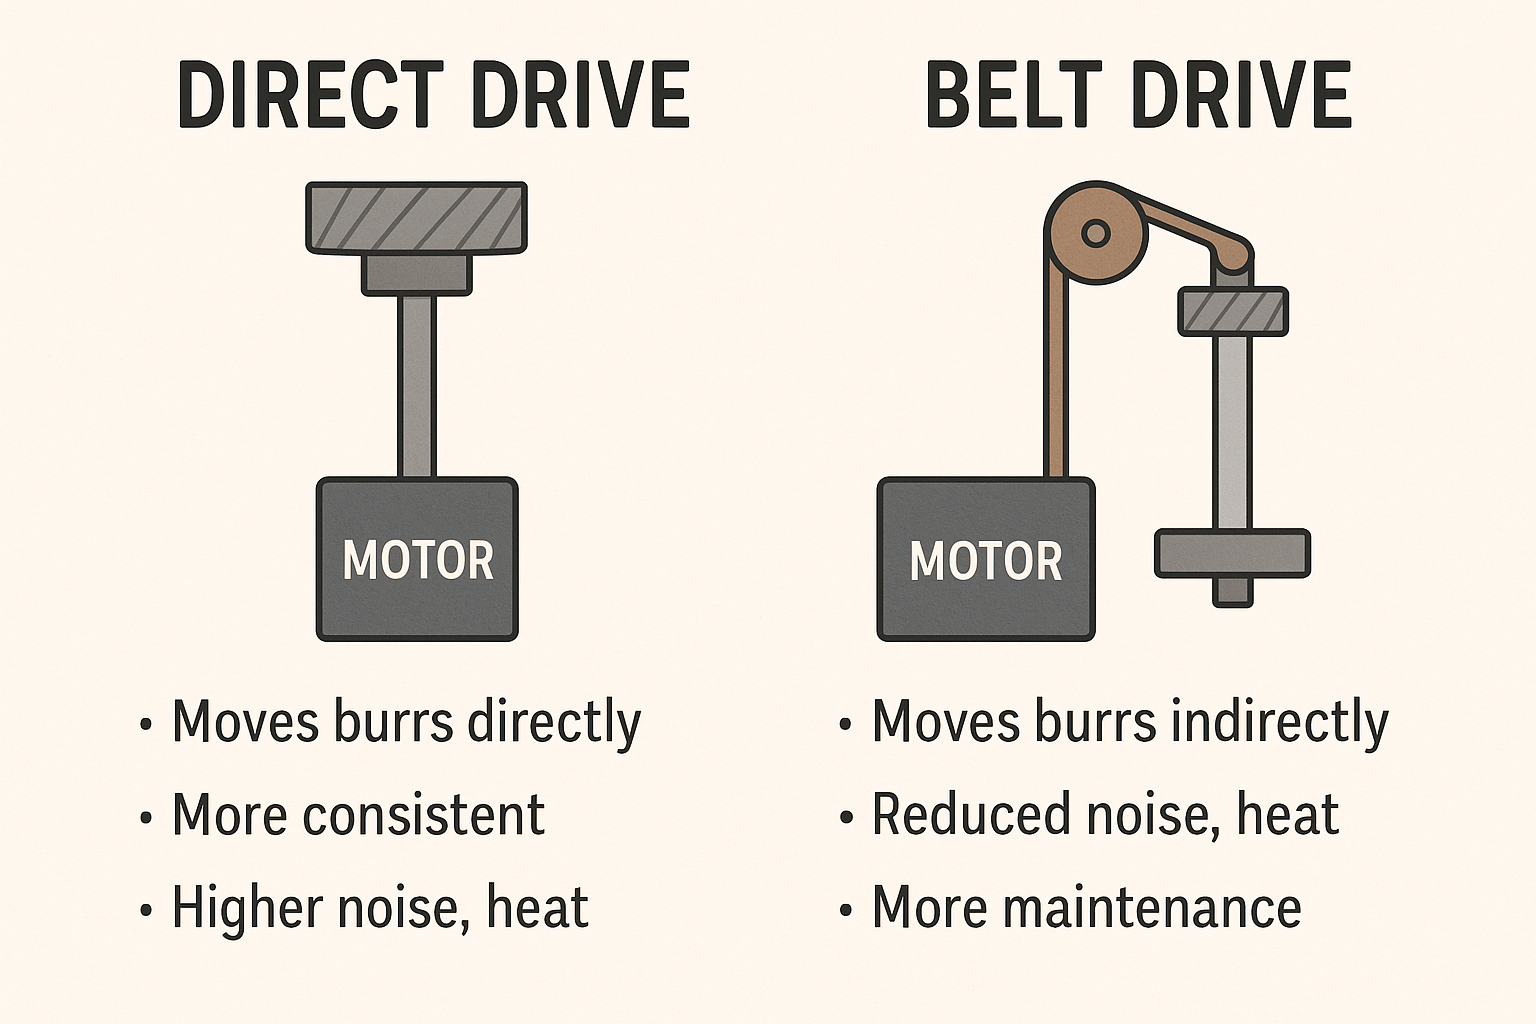 DIRECT DRIVE
MOTOR
• Moves burrs directly
• More consistent
• Higher noise, heat
BELT DRIVE
MOTOR
• Moves burrs indirectly
• Reduced noise, heat
• More maintenance